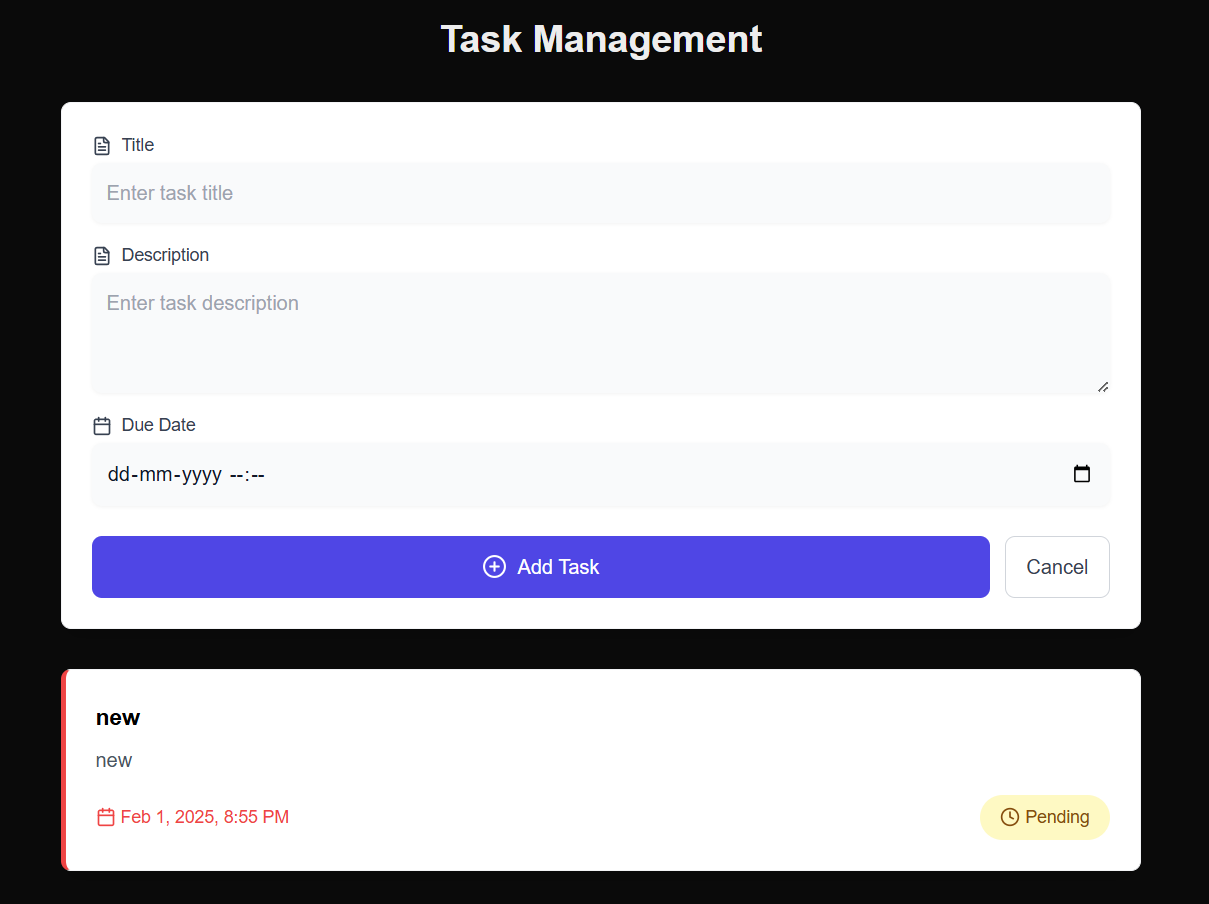 Task Management
Title
Enter task title
Description
Enter task description
Due Date
dd-mm-yyyy --:--
Add Task
Cancel
new
new
Feb 1, 2025, 8:55 PM
Pending